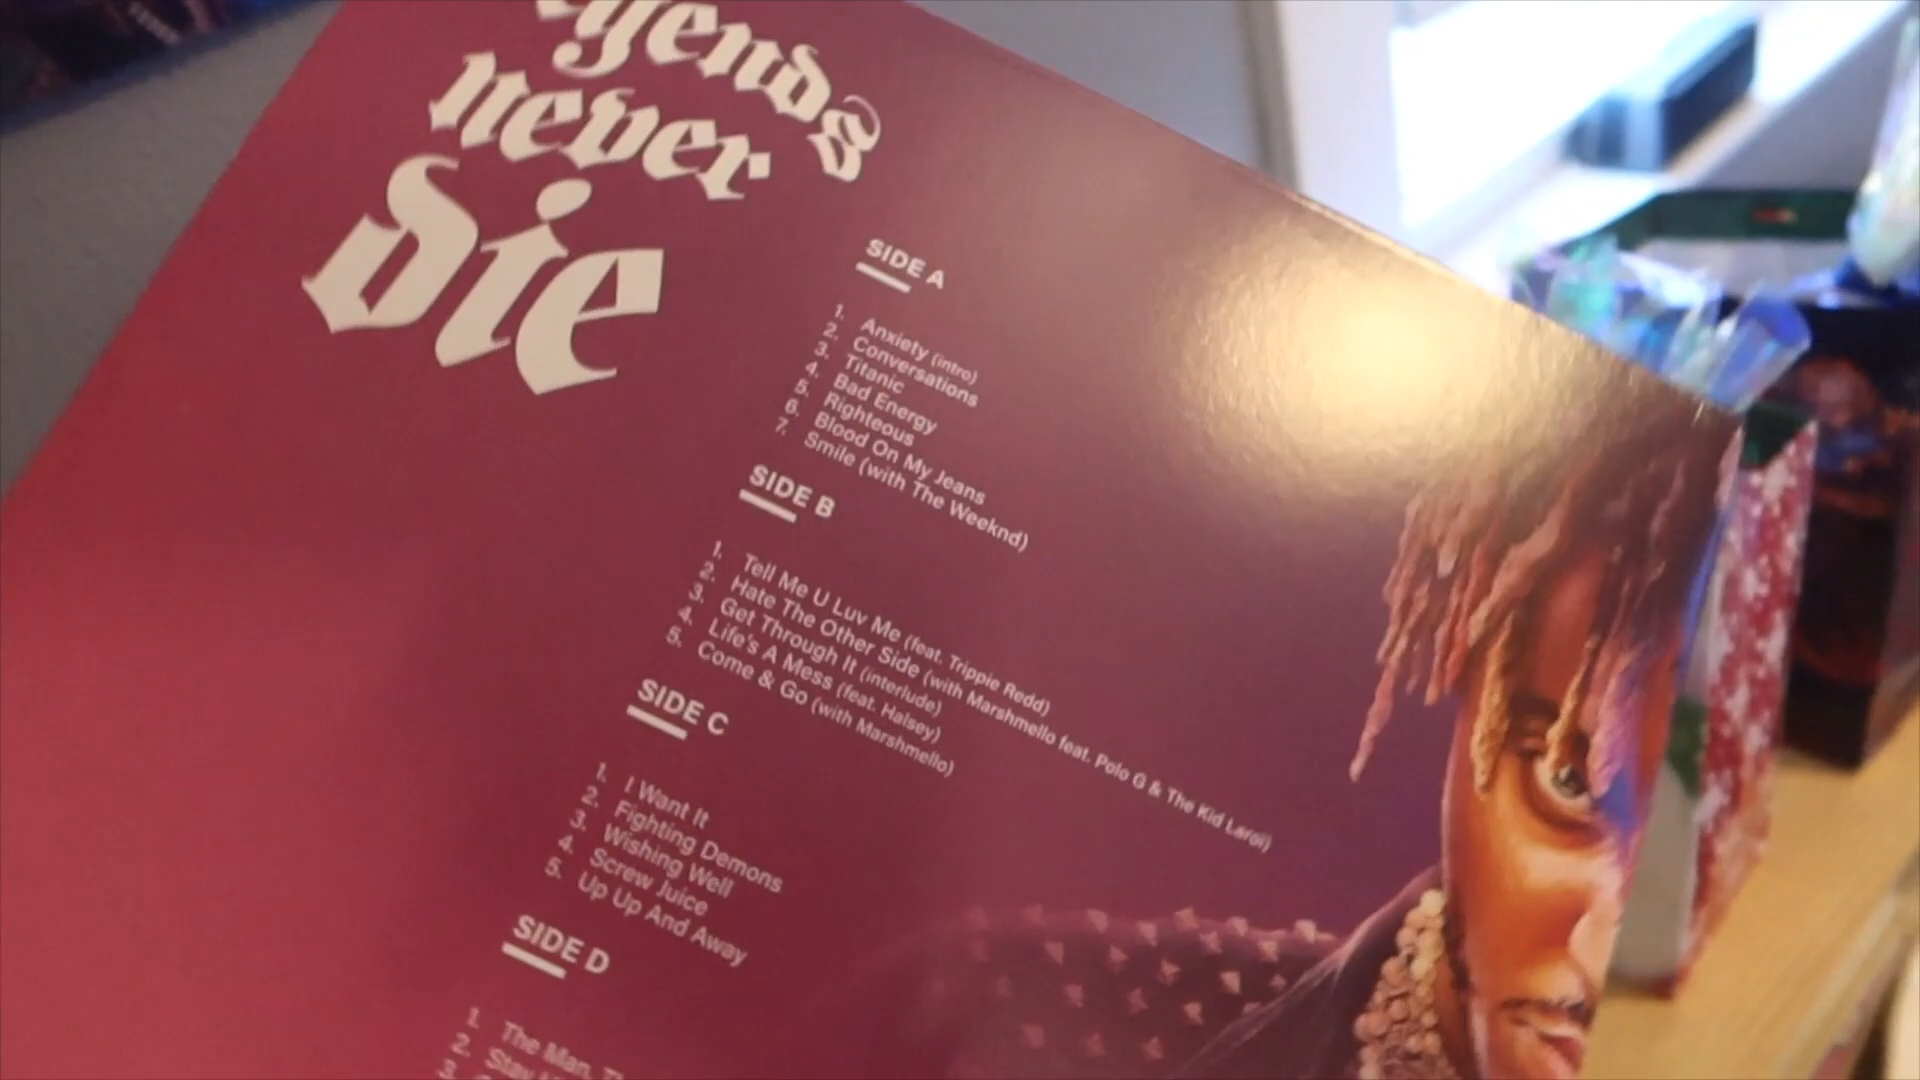 never
die
SIDE A
1. Anxiety (intro)
2. Conversations
3. Titanic
4. Bad Energy
5. Righteous
6. Blood On My Jeans
7. Smile (with The Weeknd)
SIDE B
1. Tell Me U Luv Me (feat. Trippie Redd)
2. Hate The Other Side (with Marshmello feat. Polo G & The Kid Laroi)
3. Get Through It (interlude)
4. Life's A Mess (feat. Halsey)
5. Come & Go (with Marshmello)
SIDE C
1. I Want It
2. Fighting Demons
3. Wishing Well
4. Screw Juice
5. Up Up And Away
SIDE D
1. The Man,
2. Stay
3.